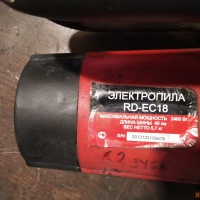 ЭЛЕКТРОПИЛА
RD-EC18
МАКСИМАЛЬНАЯ МОЩНОСТЬ 2400 Вт
ДЛИНА ШИНЫ 40 см
ВЕС НЕТТО 5,7 кг